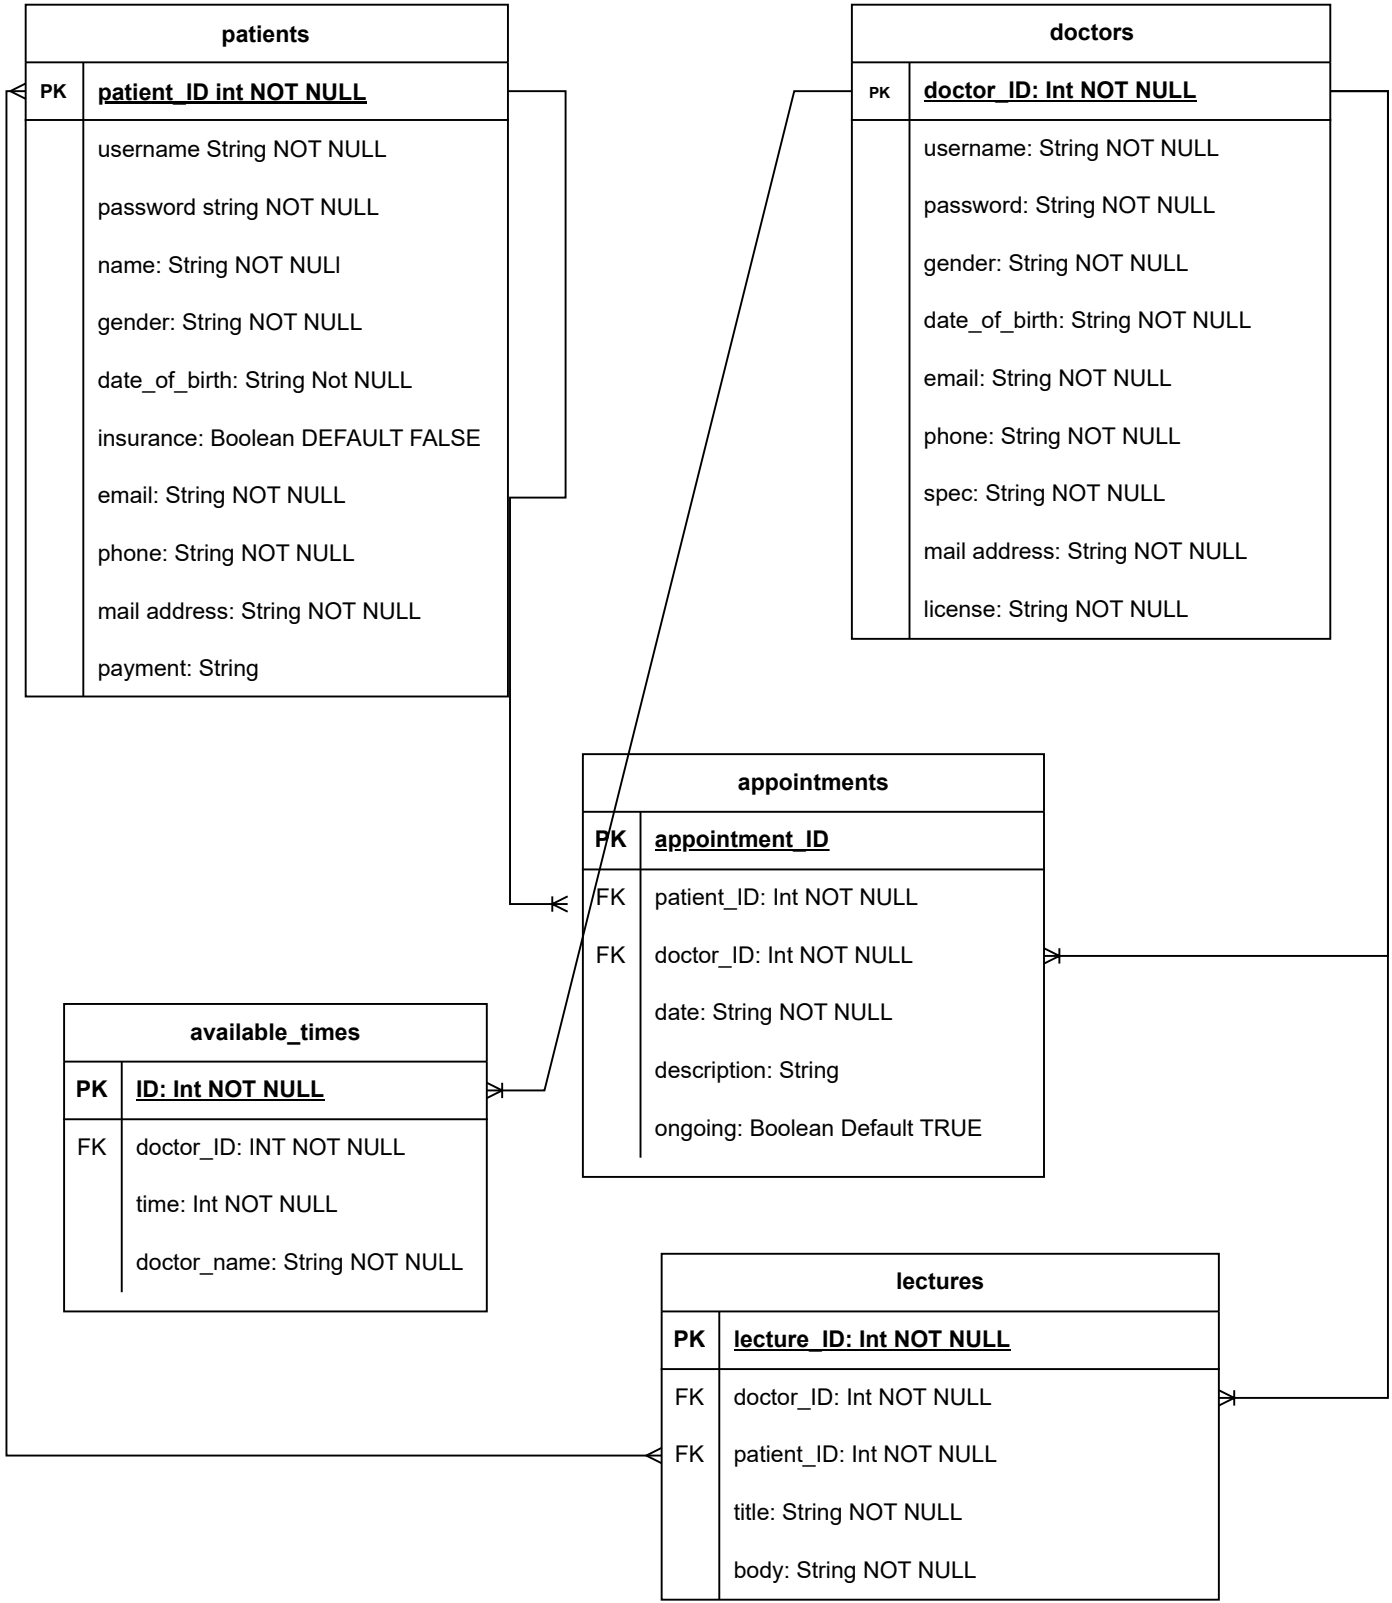 patients
PK patient_ID int NOT NULL
username String NOT NULL
password string NOT NULL
name: String NOT NULl
gender: String NOT NULL
date_of_birth: String Not NULL
insurance: Boolean DEFAULT FALSE
email: String NOT NULL
phone: String NOT NULL
mail address: String NOT NULL
payment: String
doctors
PK doctor_ID: Int NOT NULL
username: String NOT NULL
password: String NOT NULL
gender: String NOT NULL
date_of_birth: String NOT NULL
email: String NOT NULL
phone: String NOT NULL
spec: String NOT NULL
mail address: String NOT NULL
license: String NOT NULL
appointments
PK appointment_ID
FK patient_ID: Int NOT NULL
FK doctor_ID: Int NOT NULL
date: String NOT NULL
description: String
ongoing: Boolean Default TRUE
available_times
PK ID: Int NOT NULL
FK doctor_ID: INT NOT NULL
time: Int NOT NULL
doctor_name: String NOT NULL
lectures
PK lecture_ID: Int NOT NULL
FK doctor_ID: Int NOT NULL
FK patient_ID: Int NOT NULL
title: String NOT NULL
body: String NOT NULL